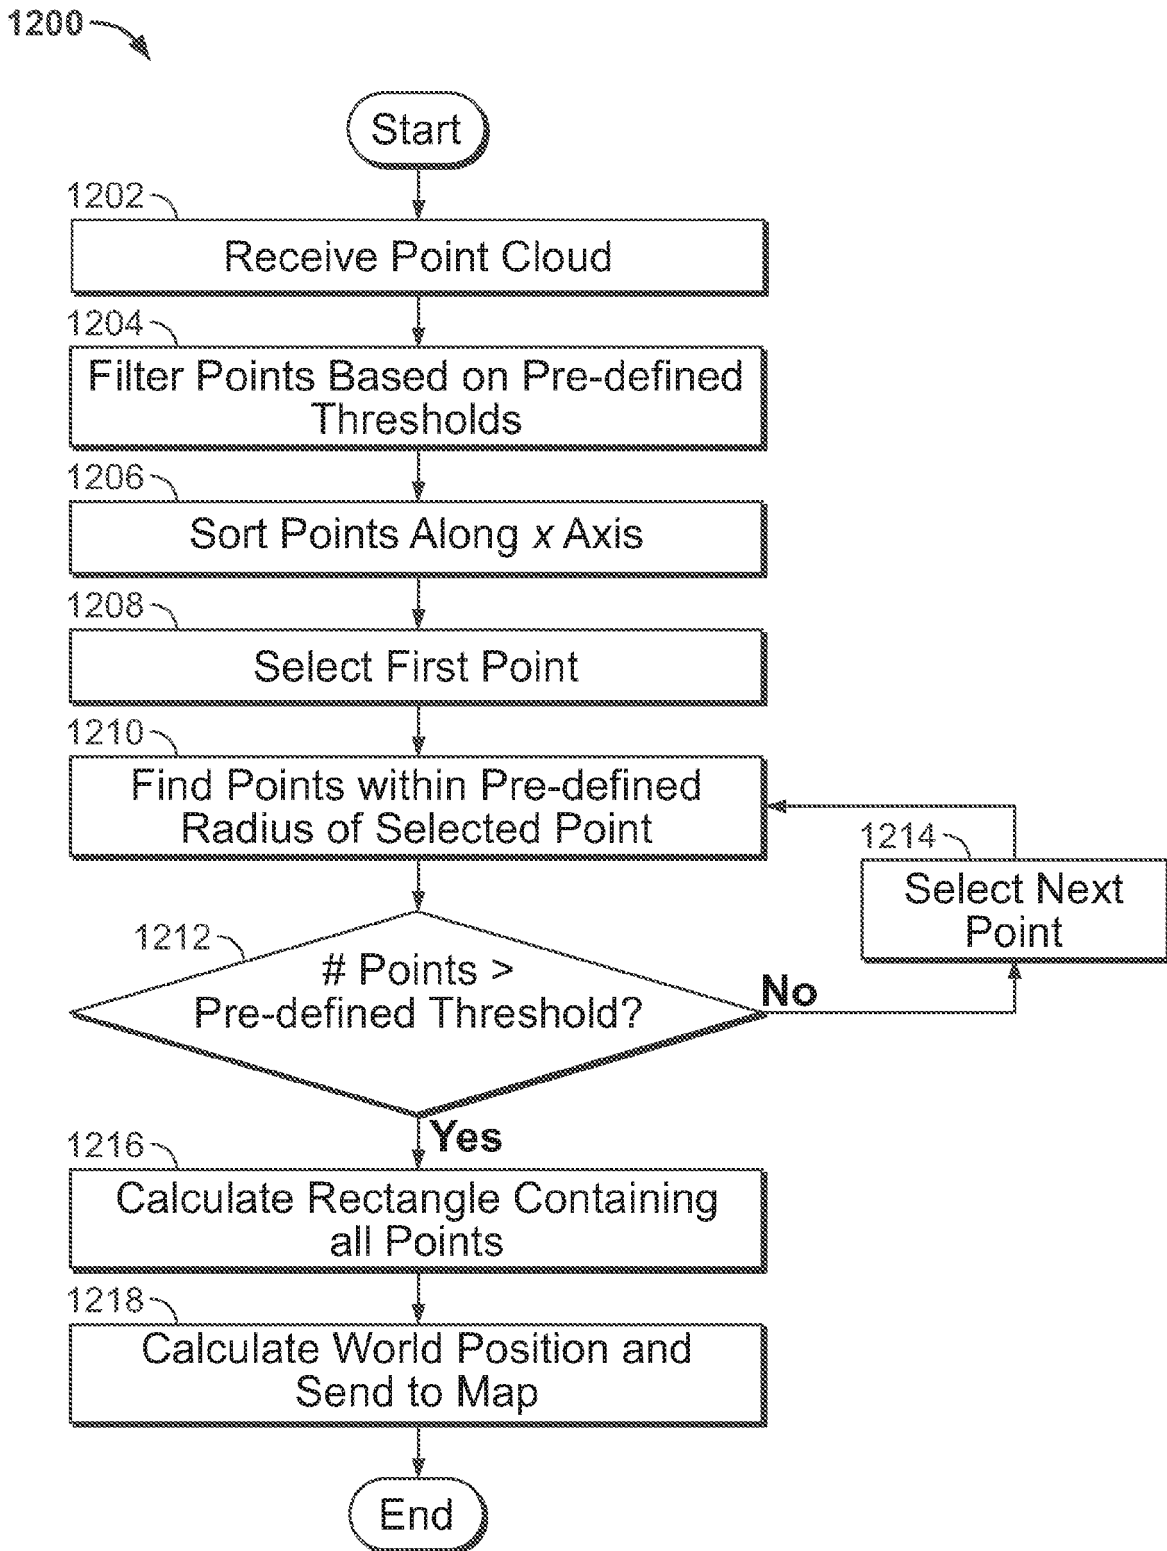 1200
Start
1202
Receive Point Cloud
1204
Filter Points Based on Pre-defined
Thresholds
1206
Sort Points Along x Axis
1208
Select First Point
1210
Find Points within Pre-defined
Radius of Selected Point
1214
Select Next
Point
1212
# Points >
Pre-defined Threshold?
No
Yes
1216
Calculate Rectangle Containing
all Points
1218
Calculate World Position and
Send to Map
End